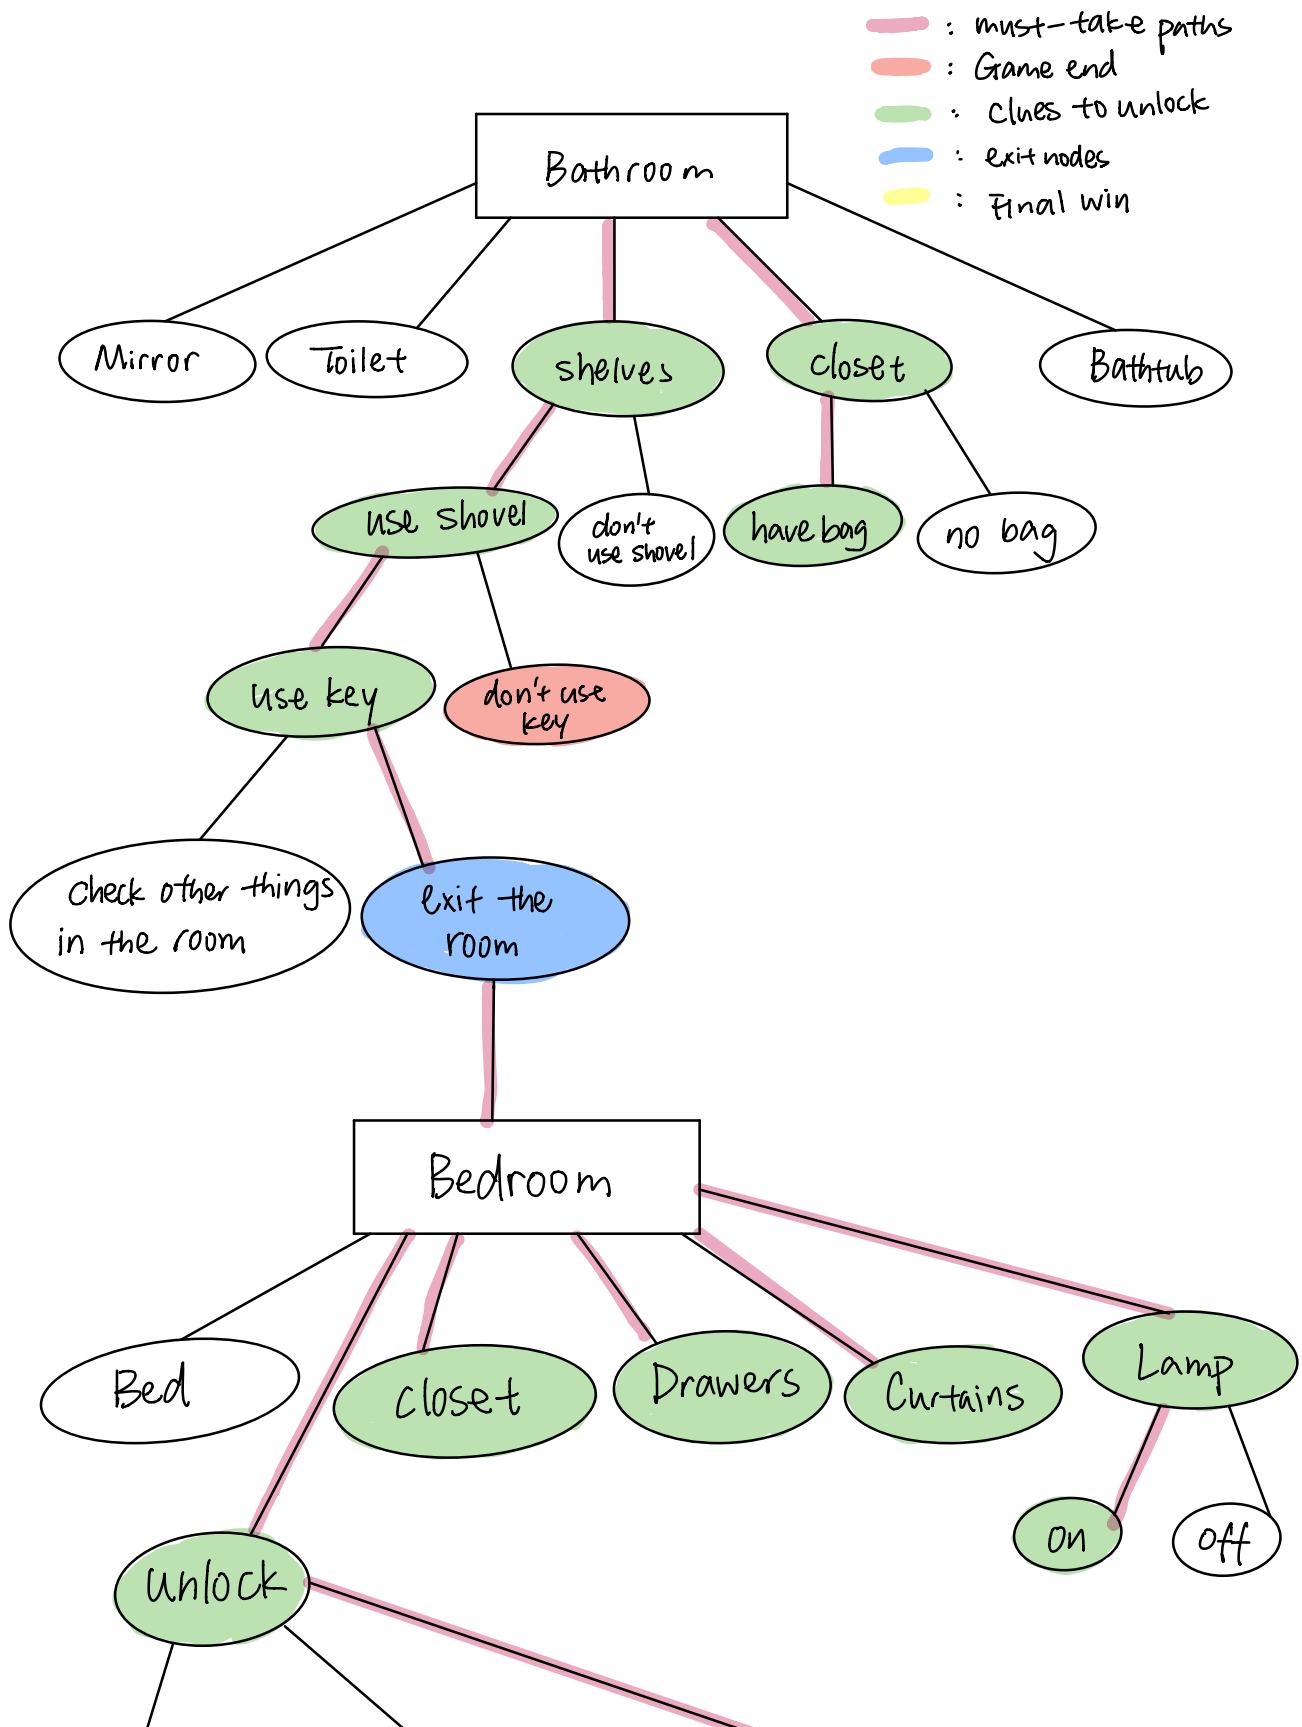 : must-take paths
: Game end
: clues to unlock
: exit nodes
: Final win
Bathroom
Mirror
Toilet
shelves
closet
Bathtub
use shovel
don't
use shovel
have bag
no bag
use key
don't use
key
check other things
in the room
exit the
room
Bedroom
Bed
closet
Drawers
Curtains
Lamp
on
off
unlock